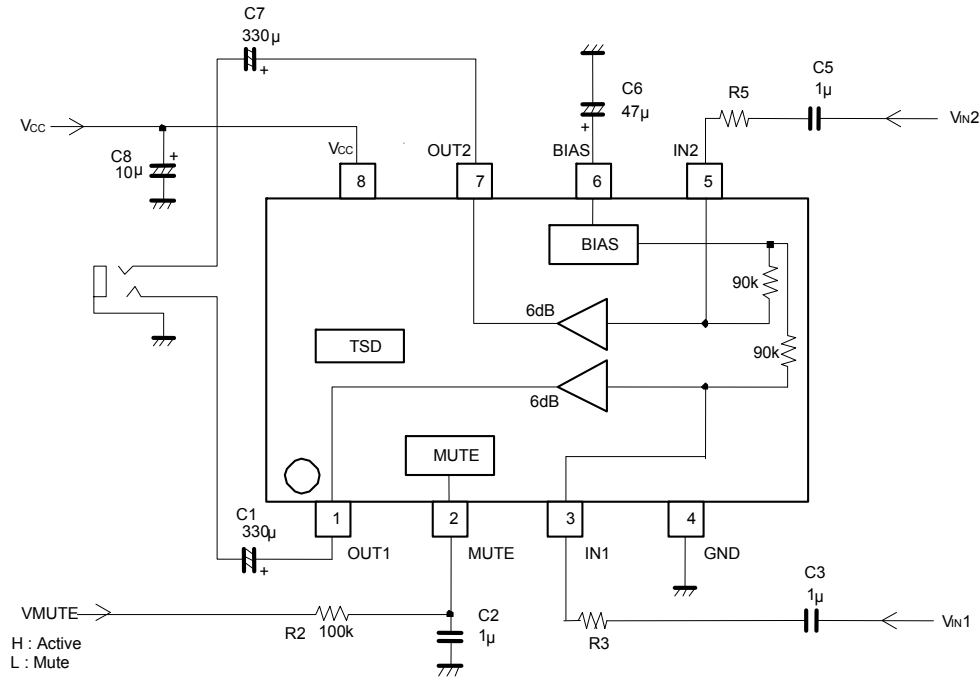 C7
330μ
C6
47μ
C5
1μ
R5
VIN2
VCC
C8
10μ
VCC
OUT2
BIAS
IN2
8
7
6
5
BIAS
90k
6dB
TSD
90k
6dB
MUTE
C1
330μ
1
2
3
4
OUT1
MUTE
IN1
GND
VMUTE
R2
100k
C2
1μ
R3
C3
1μ
VIN1
H : Active
L : Mute
+
+
+
+